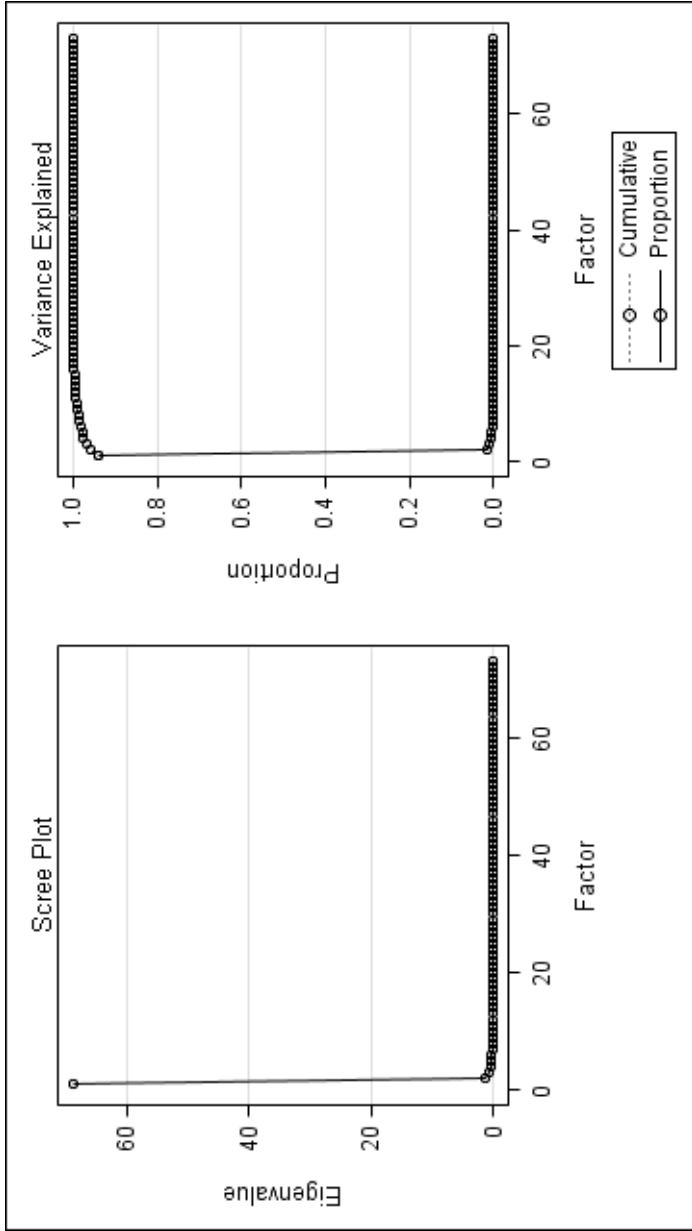 Scree Plot
Eigenvalue
60
40
20
0
0
20
40
60
Factor
Variance Explained
Proportion
1.0
0.8
0.6
0.4
0.2
0.0
0
20
40
60
Factor
Cumulative
Proportion